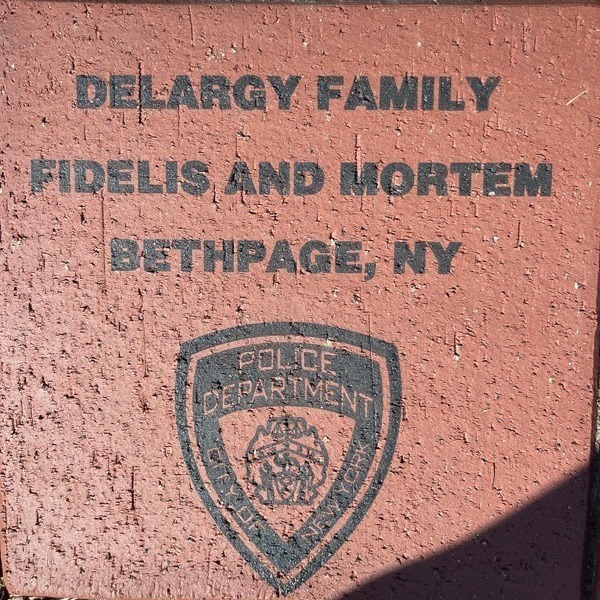 DELARGY FAMILY
FIDELIS AND MORTEM
BETHPAGE, NY
POLICE
DEPARTMENT
CITY OF
NEW YORK